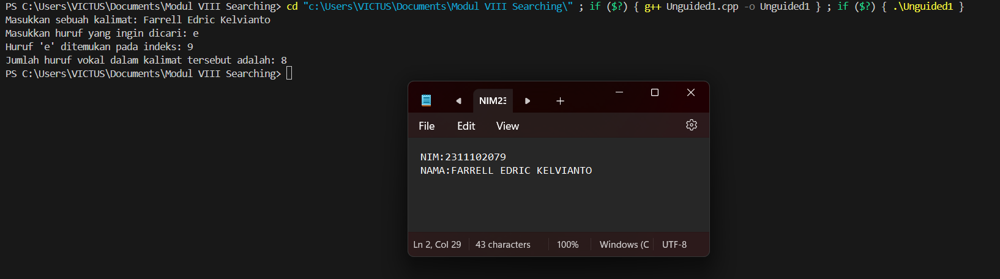 PS C:\Users\VICTUS\Documents\Modul VIII Searching> cd "c:\Users\VICTUS\Documents\Modul VIII Searching\" ; if ($?) { g++ Unguided1.cpp -o Unguided1 } ; if ($?) { .\Unguided1 }
Masukkan sebuah kalimat: Farrell Edric Kelvianto
Masukkan huruf yang ingin dicari: e
Huruf 'e' ditemukan pada indeks: 9
Jumlah huruf vokal dalam kalimat tersebut adalah: 8
PS C:\Users\VICTUS\Documents\Modul VIII Searching>
NIM23
File Edit View
NIM:2311102079
NAMA:FARRELL EDRIC KELVIANTO
Ln 2, Col 29 43 characters 100% Windows (C UTF-8